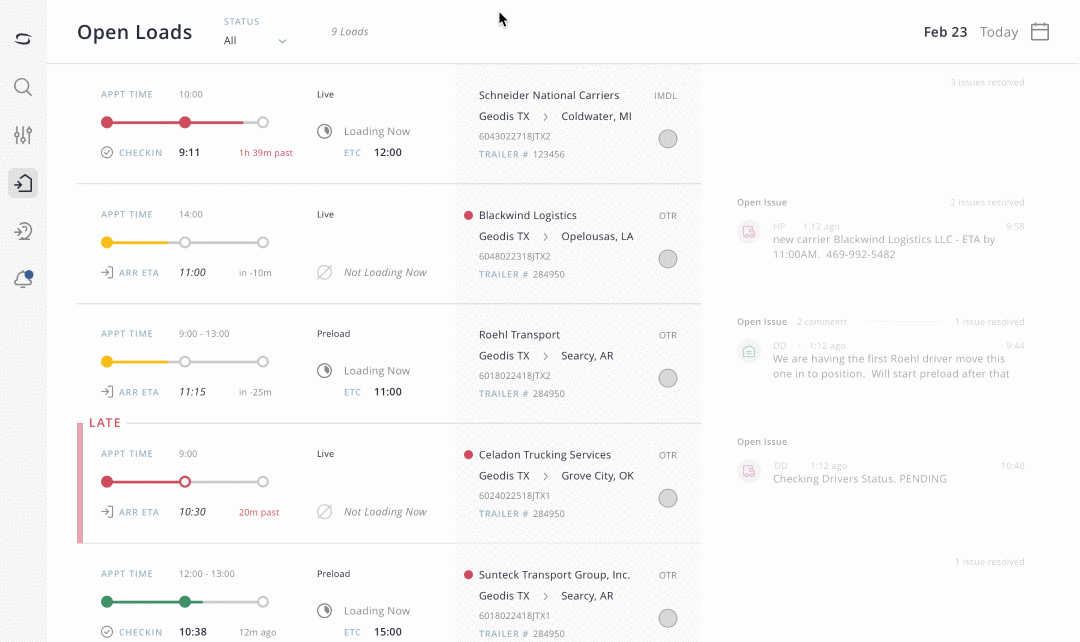 Open Loads
STATUS
All
9 Loads
Feb 23 Today
APPT TIME 10:00
CHECKIN 9:11 1h 39m past
Live
Loading Now
ETC 12:00
Schneider National Carriers IMDL
Geodis TX > Coldwater, MI
6043022718JTX2
TRAILER # 123456
3 issues resolved
APPT TIME 14:00
ARR ETA 11:00 in -10m
Live
Not Loading Now
Blackwind Logistics OTR
Geodis TX > Opelousas, LA
6048022318JTX2
TRAILER # 284950
Open Issue 2 issues resolved
HP 1:12 ago 9:58
new carrier Blackwind Logistics LLC - ETA by
11:00AM. 469-992-5482
APPT TIME 9:00 - 13:00
ARR ETA 11:15 in -25m
Preload
Loading Now
ETC 11:00
Roehl Transport OTR
Geodis TX > Searcy, AR
6018022418JTX2
TRAILER # 284950
Open Issue 2 comments 1 issue resolved
DD · 1:12 ago 9:44
We are having the first Roehl driver move this
one in to position. Will start preload after that
LATE
APPT TIME 9:00
ARR ETA 10:30 20m past
Live
Not Loading Now
Celadon Trucking Services OTR
Geodis TX > Grove City, OK
6024022518JTX1
TRAILER # 284950
Open Issue
DD 1:12 ago 10:40
Checking Drivers Status. PENDING
APPT TIME 12:00 - 13:00
CHECKIN 10:38 12m ago
Preload
Loading Now
ETC 15:00
Sunteck Transport Group, Inc. OTR
Geodis TX > Searcy, AR
6018022418JTX1
TRAILER # 284950
1 issue resolved